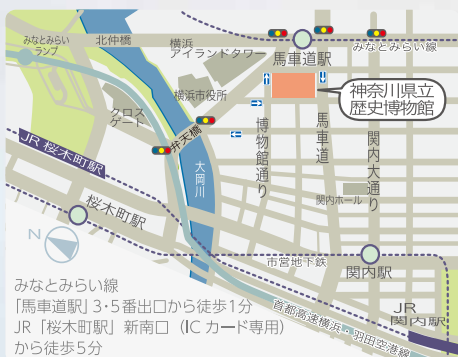 みなとみらい
ランプ
北仲橋
横浜
アイランドタワー
馬車道駅
みなとみらい線
神奈川県立
歴史博物館
横浜市役所
クロス
ゲート
弁天橋
大岡川
博物館通り
馬車道
関内大通り
関内ホール
JR 桜木町駅
桜木町駅
N
市営地下鉄
関内駅
首都高速横浜・羽田空港線
JR
関内駅
みなとみらい線
「馬車道駅」3・5番出口から徒歩1分
JR「桜木町駅」新南口（ICカード専用）
から徒歩5分